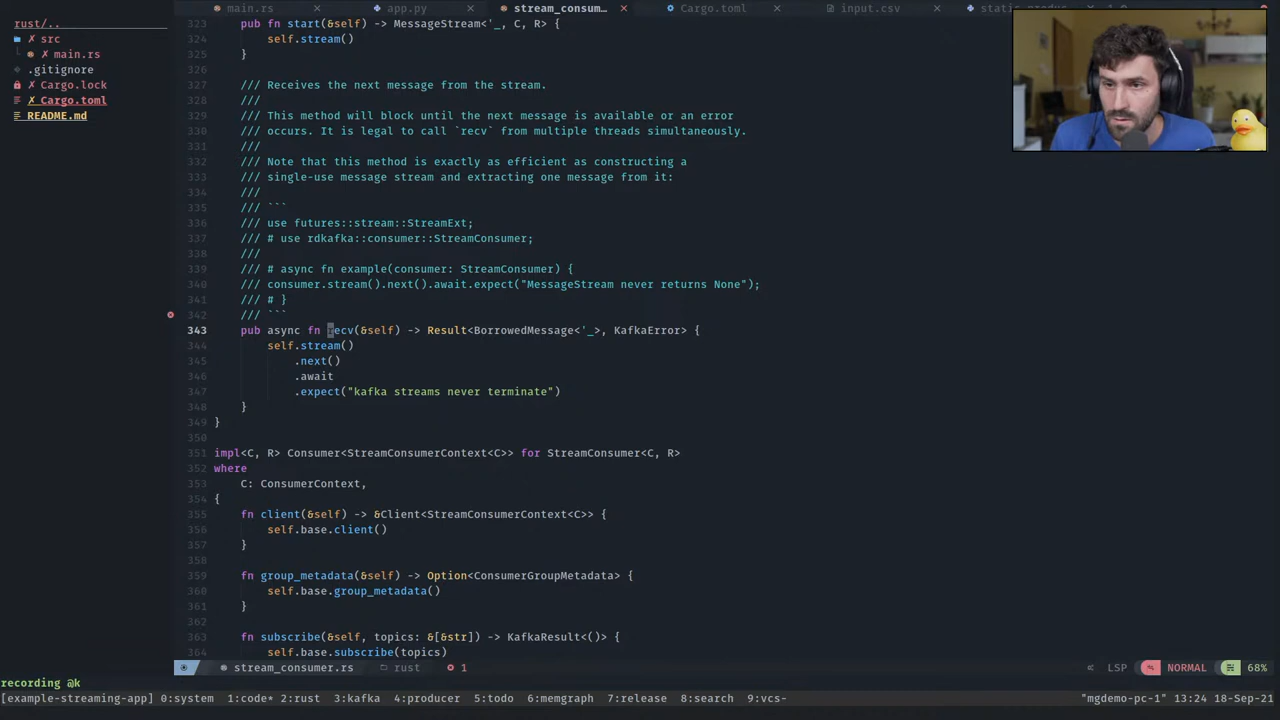 main.rs × app.py × stream_consum… × Cargo.toml × input.csv × static_produc
rust/..
src
✗ main.rs
.gitignore
✗ Cargo.lock
✗ Cargo.toml
README.md
323 pub fn start(&self) -> MessageStream<'_, C, R> {
324 self.stream()
325 }
326
327 /// Receives the next message from the stream.
328 ///
329 /// This method will block until the next message is available or an error
330 /// occurs. It is legal to call `recv` from multiple threads simultaneously.
331 ///
332 /// Note that this method is exactly as efficient as constructing a
333 /// single-use message stream and extracting one message from it:
334 ///
335 /// ```
336 /// use futures::stream::StreamExt;
337 /// # use rdkafka::consumer::StreamConsumer;
338 ///
339 /// # async fn example(consumer: StreamConsumer) {
340 /// consumer.stream().next().await.expect("MessageStream never returns None");
341 /// # }
342 /// ```
343 pub async fn recv(&self) -> Result<BorrowedMessage<'_>, KafkaError> {
344 self.stream()
345 .next()
346 .await
347 .expect("kafka streams never terminate")
348 }
349 }
350
351 impl<C, R> Consumer<StreamConsumerContext<C>> for StreamConsumer<C, R>
352 where
353 C: ConsumerContext,
354 {
355 fn client(&self) -> &Client<StreamConsumerContext<C>> {
356 self.base.client()
357 }
358
359 fn group_metadata(&self) -> Option<ConsumerGroupMetadata> {
360 self.base.group_metadata()
361 }
362
363 fn subscribe(&self, topics: &[&str]) -> KafkaResult<()> {
364 self.base.subscribe(topics)
stream_consumer.rs rust 1 LSP NORMAL 68%
recording @k
[example-streaming-app] 0:system 1:code* 2:rust 3:kafka 4:producer 5:todo 6:memgraph 7:release 8:search 9:vcs- "mgdemo-pc-1" 13:24 18-Sep-21